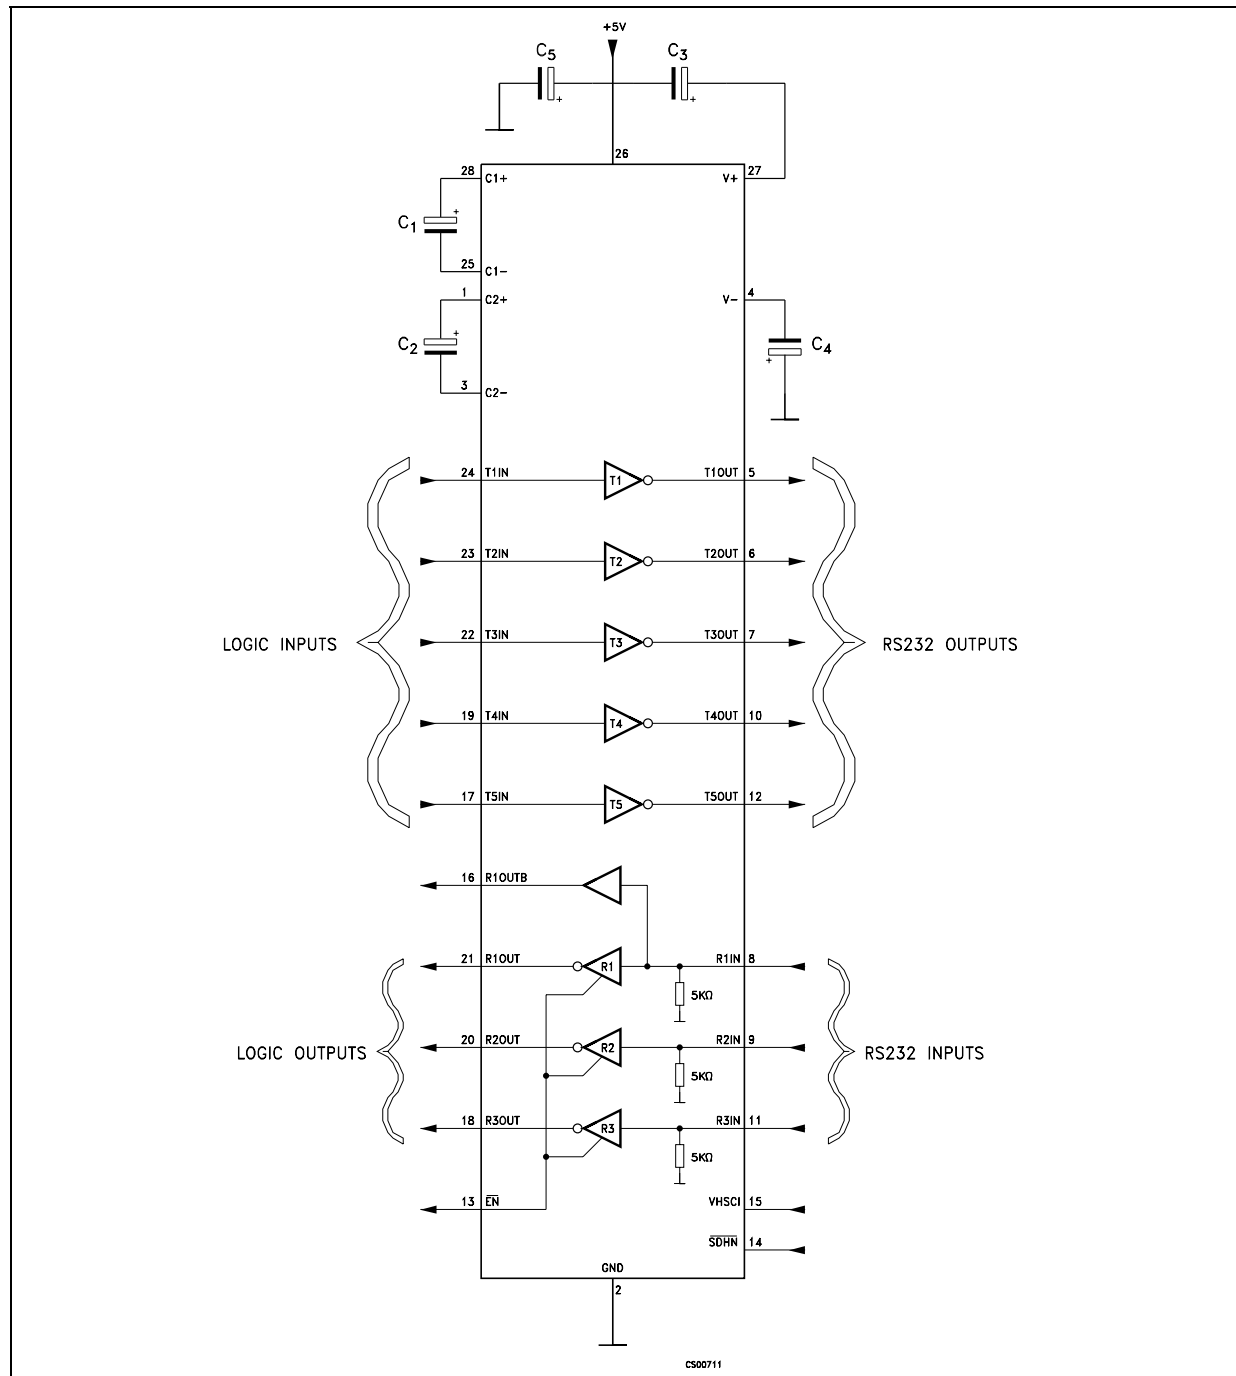 +5V
C5 C3
+ +
26
28 C1+ V+ 27
C1 +
25 C1-
1 C2+ V- 4
C2 + C4
+
3 C2-
24 T1IN T1 T1OUT 5
23 T2IN T2 T2OUT 6
22 T3IN T3 T3OUT 7
LOGIC INPUTS RS232 OUTPUTS
19 T4IN T4 T4OUT 10
17 T5IN T5 T5OUT 12
16 R1OUTB
21 R1OUT R1 R1IN 8
5KΩ
20 R2OUT R2 R2IN 9
LOGIC OUTPUTS RS232 INPUTS
5KΩ
18 R3OUT R3 R3IN 11
5KΩ
13 EN VHSCI 15
SDHN 14
GND
2
CS00711